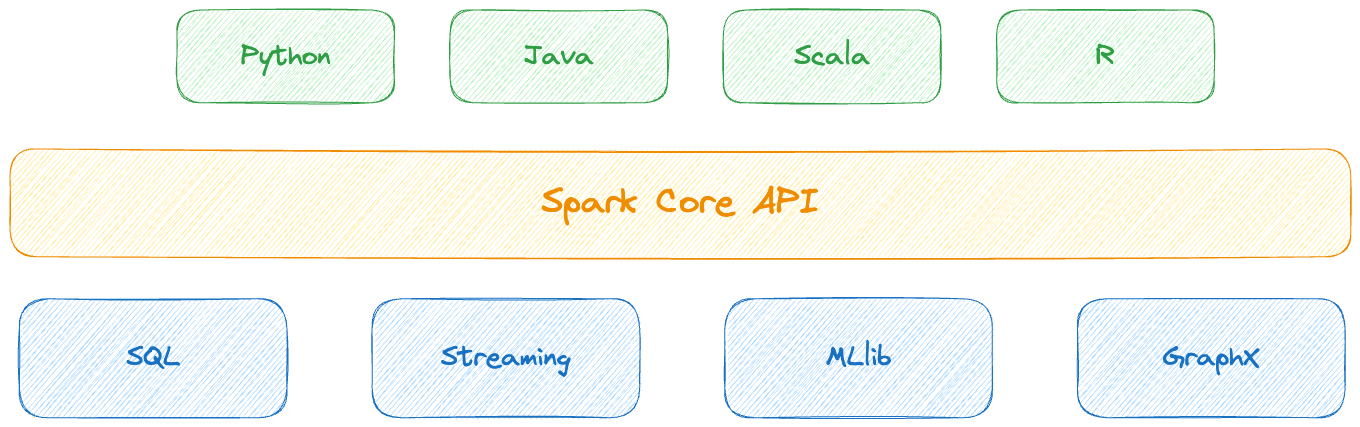 Python
Java
Scala
R
Spark Core API
SQL
Streaming
MLlib
GraphX